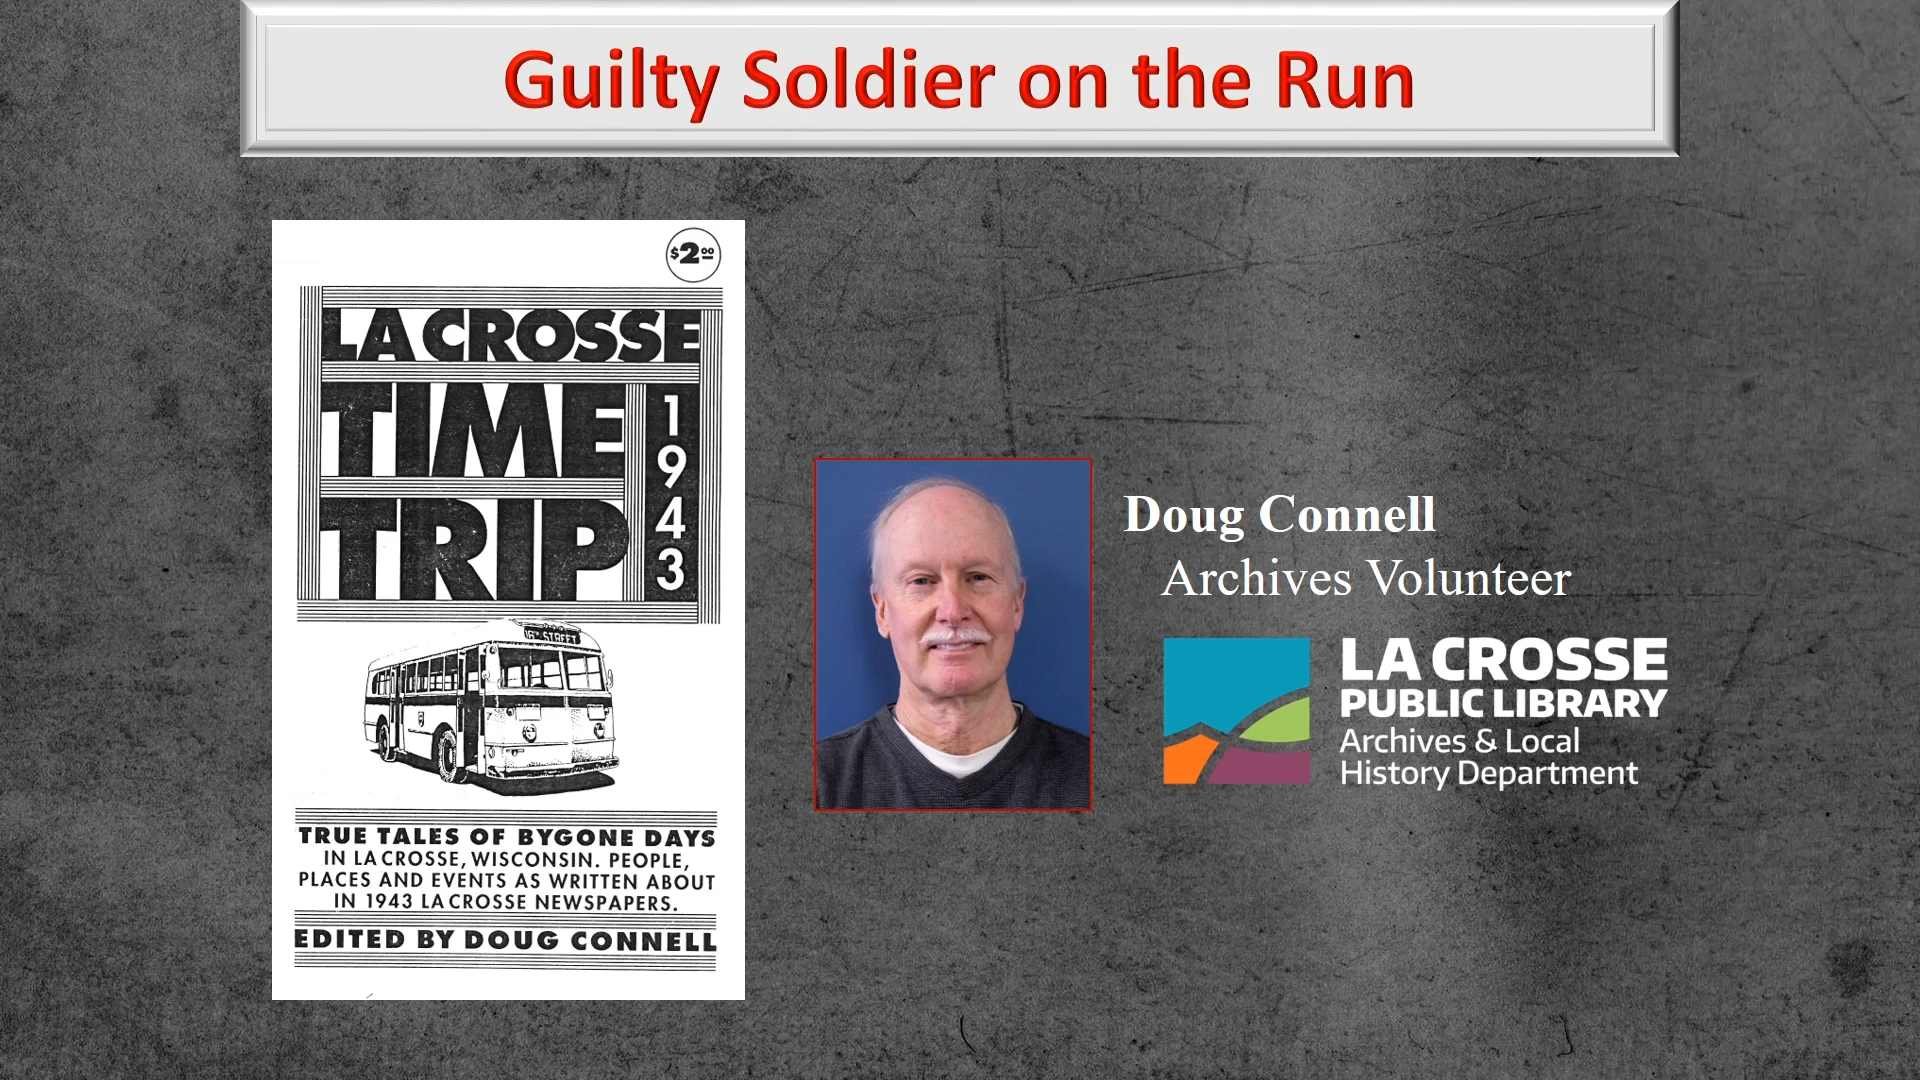 Guilty Soldier on the Run
$2.00
LA CROSSE
TIME
TRIP
1943
16TH STREET
TRUE TALES OF BYGONE DAYS
IN LA CROSSE, WISCONSIN. PEOPLE,
PLACES AND EVENTS AS WRITTEN ABOUT
IN 1943 LA CROSSE NEWSPAPERS.
EDITED BY DOUG CONNELL
Doug Connell
Archives Volunteer
LA CROSSE
PUBLIC LIBRARY
Archives & Local
History Department